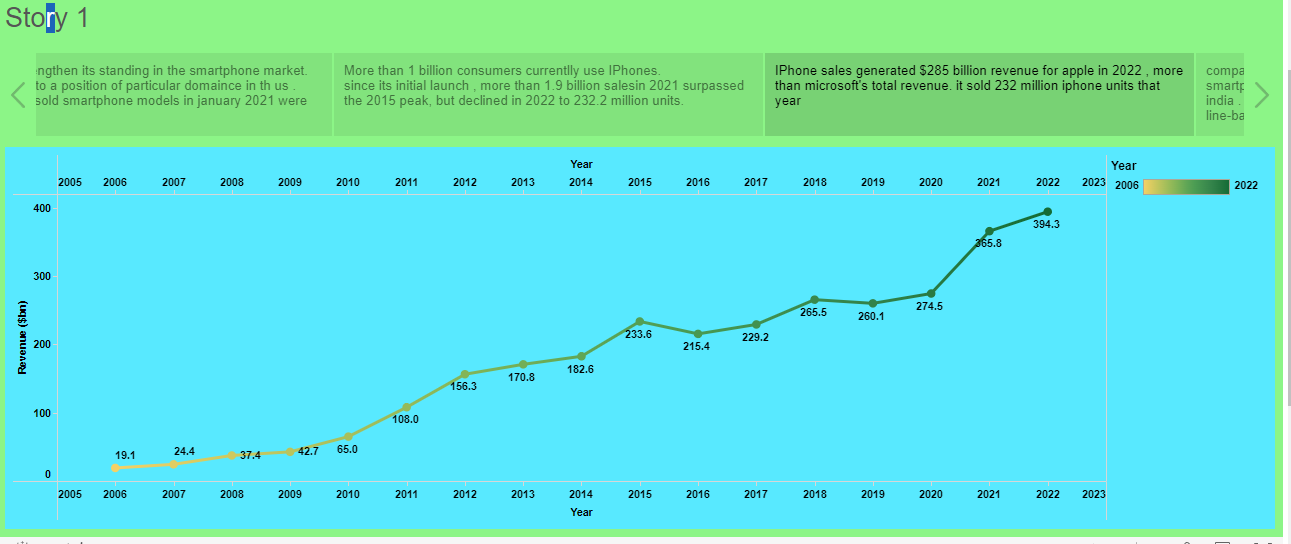 Story 1
engthen its standing in the smartphone market.
to a position of particular domaince in th us .
sold smartphone models in january 2021 were
More than 1 billion consumers currentlly use IPhones.
since its initial launch , more than 1.9 billion salesin 2021 surpassed
the 2015 peak, but declined in 2022 to 232.2 million units.
IPhone sales generated $285 billion revenue for apple in 2022 , more
than microsoft's total revenue. it sold 232 million iphone units that
year
compa
smartp
india .
line-ba
Year
2005 2006 2007 2008 2009 2010 2011 2012 2013 2014 2015 2016 2017 2018 2019 2020 2021 2022 2023
Year
2006 2022
Revenue ($bn)
400
300
200
100
0
19.1 24.4 37.4 42.7 65.0 108.0 156.3 170.8 182.6 233.6 215.4 229.2 265.5 260.1 274.5 365.8 394.3
2005 2006 2007 2008 2009 2010 2011 2012 2013 2014 2015 2016 2017 2018 2019 2020 2021 2022 2023
Year